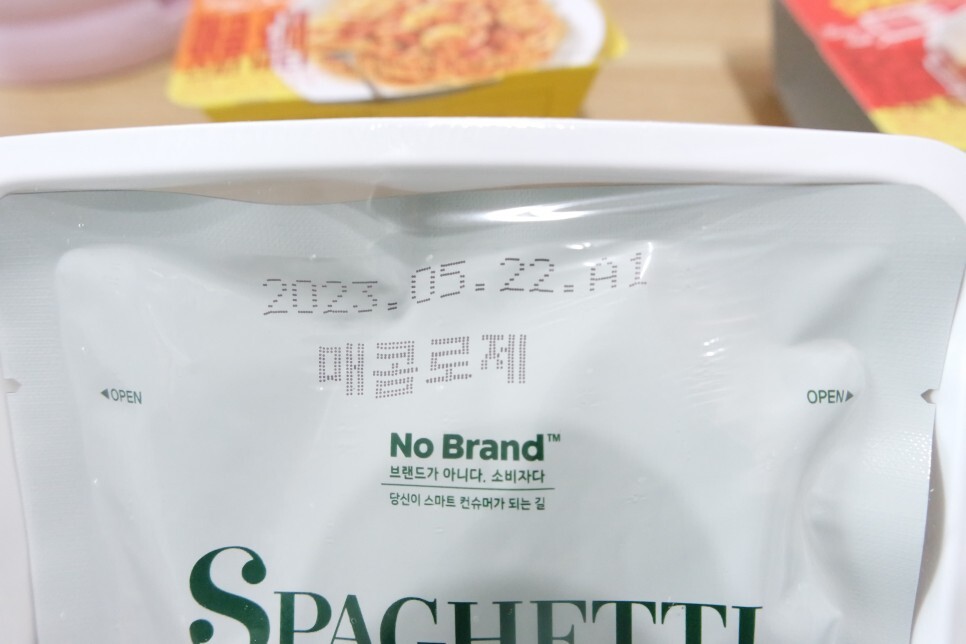 2023.05.22.A1
매콤로제
◀OPEN
OPEN▶
No Brand™
브랜드가 아니다. 소비자다
당신이 스마트 컨슈머가 되는 길
SPAGHETTI